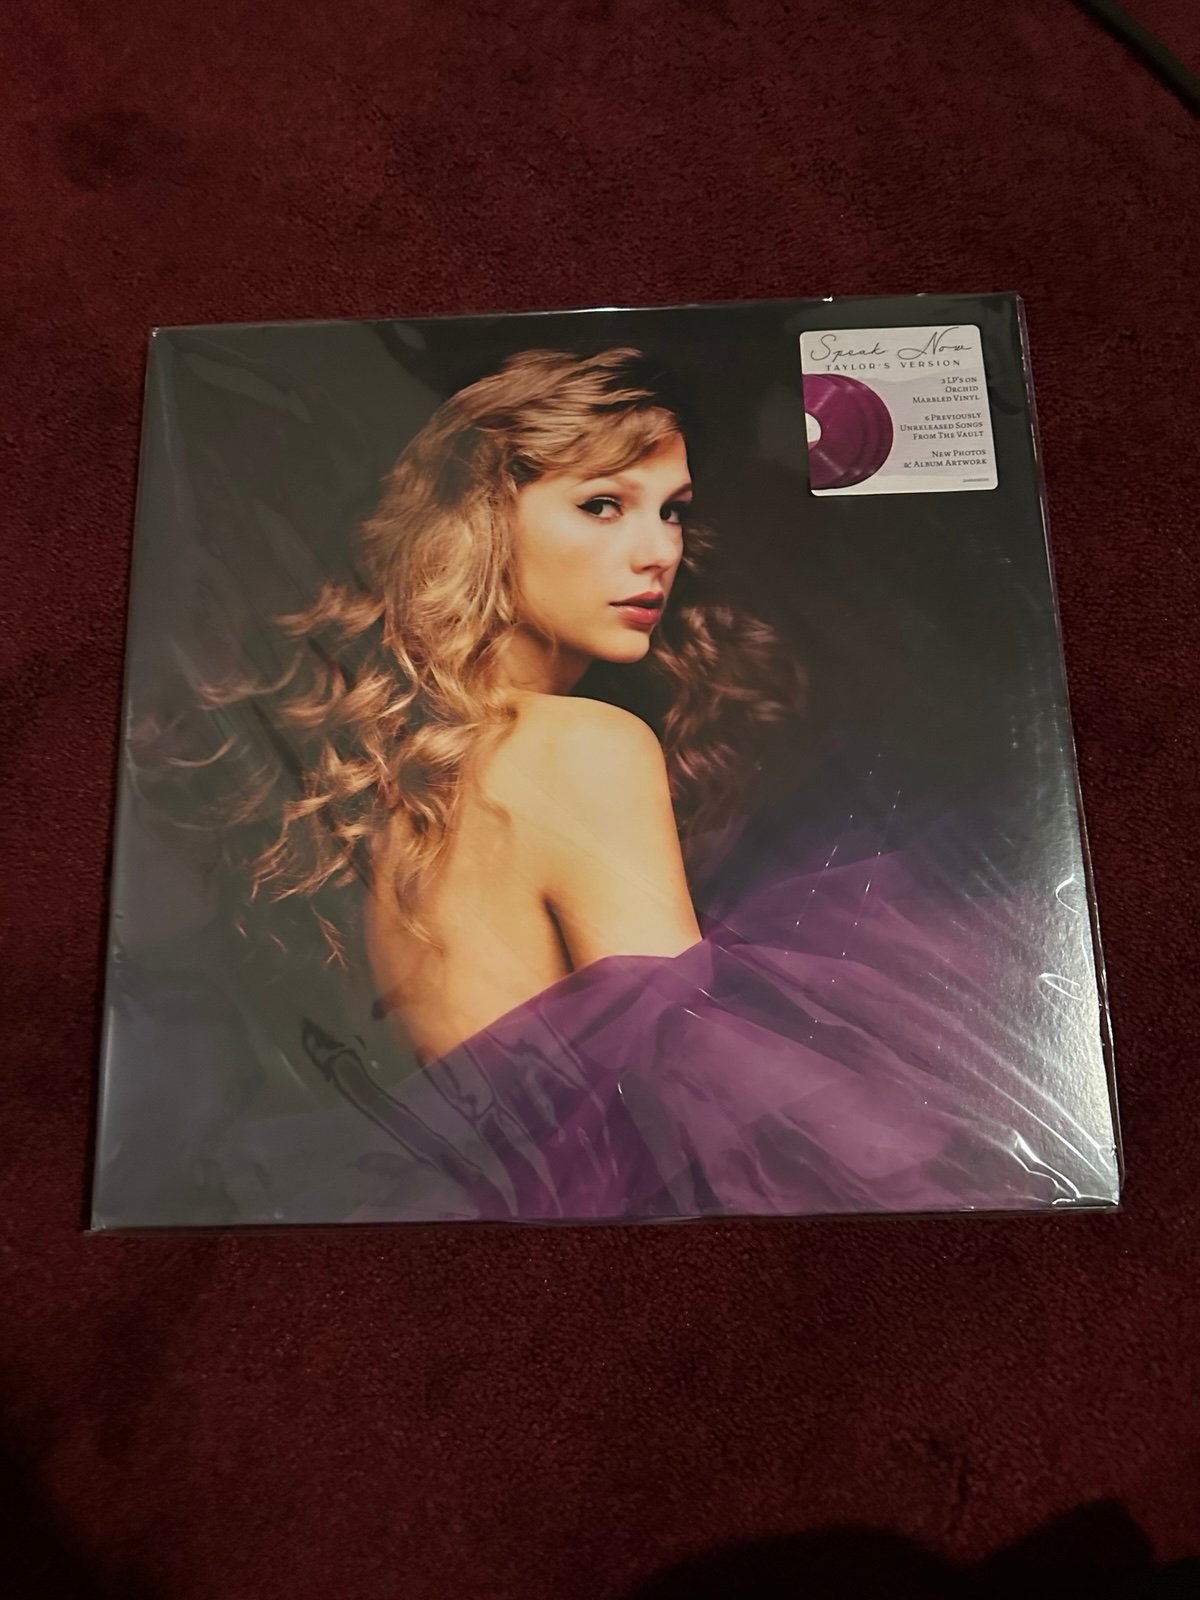 Speak Now
TAYLOR'S VERSION
3 LP'S ON
ORCHID
MARBLED VINYL
6 PREVIOUSLY
UNRELEASED SONGS
FROM THE VAULT
NEW PHOTOS
& ALBUM ARTWORK